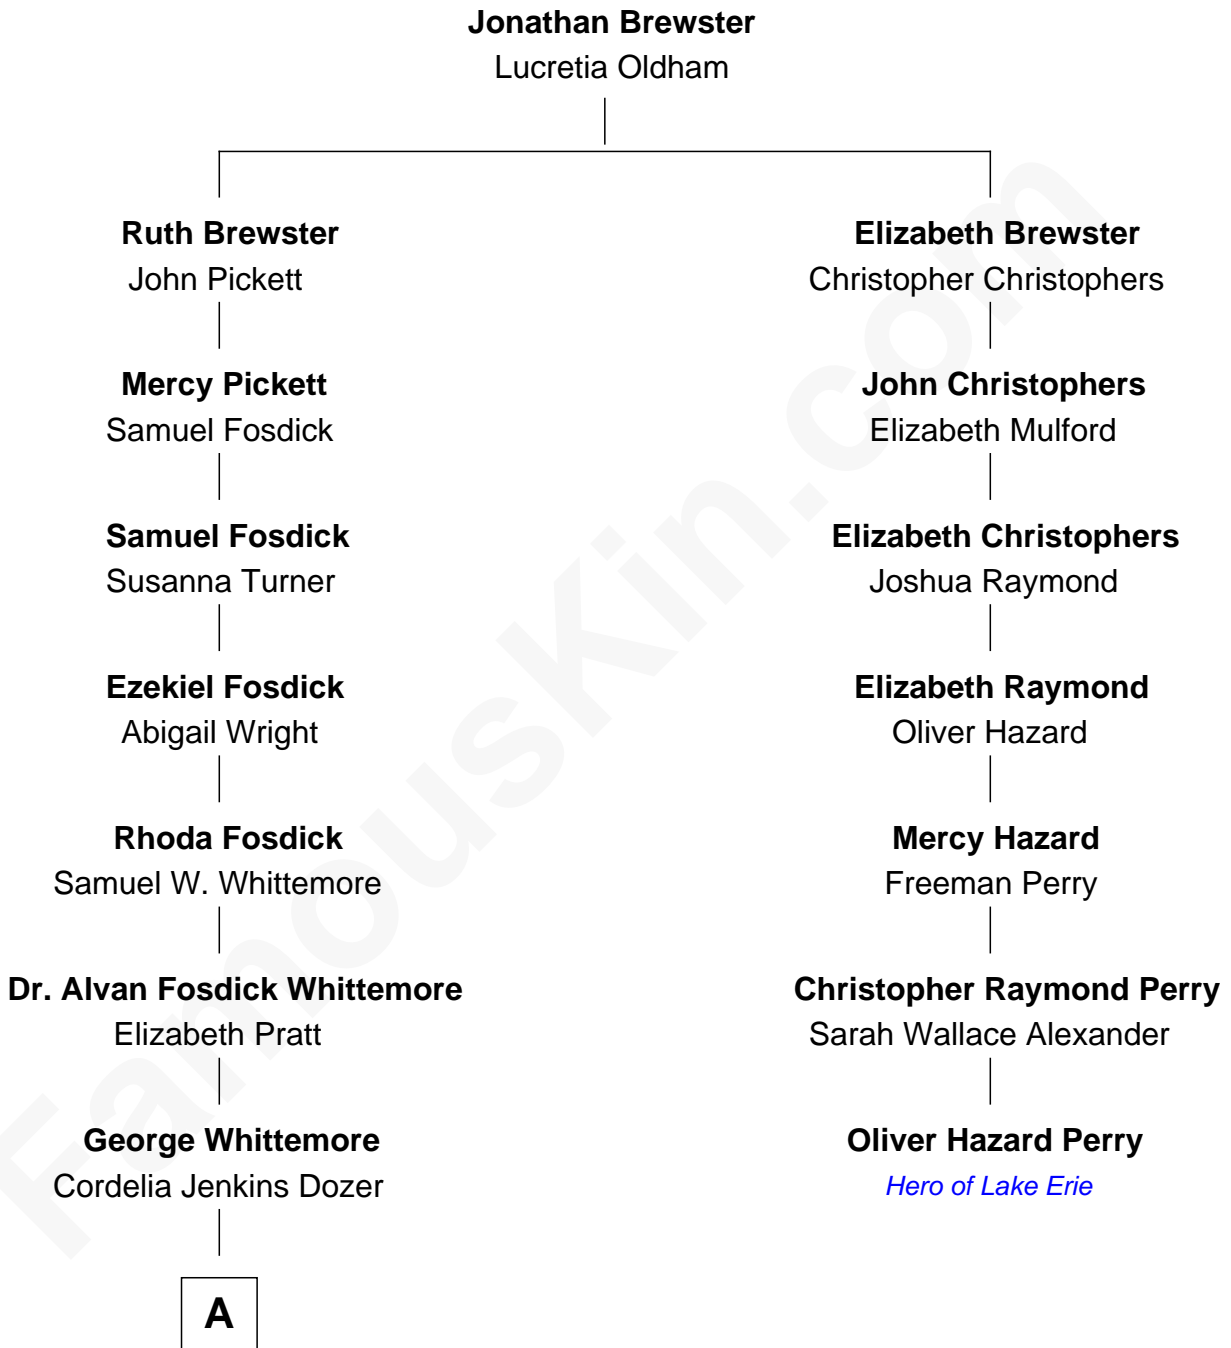 Jonathan Brewster
Lucretia Oldham
Ruth Brewster
John Pickett
Elizabeth Brewster
Christopher Christophers
Mercy Pickett
Samuel Fosdick
John Christophers
Elizabeth Mulford
Samuel Fosdick
Susanna Turner
Elizabeth Christophers
Joshua Raymond
Ezekiel Fosdick
Abigail Wright
Elizabeth Raymond
Oliver Hazard
Rhoda Fosdick
Samuel W. Whittemore
Mercy Hazard
Freeman Perry
Dr. Alvan Fosdick Whittemore
Elizabeth Pratt
Christopher Raymond Perry
Sarah Wallace Alexander
George Whittemore
Cordelia Jenkins Dozer
Oliver Hazard Perry
Hero of Lake Erie
A
FamousKin.com